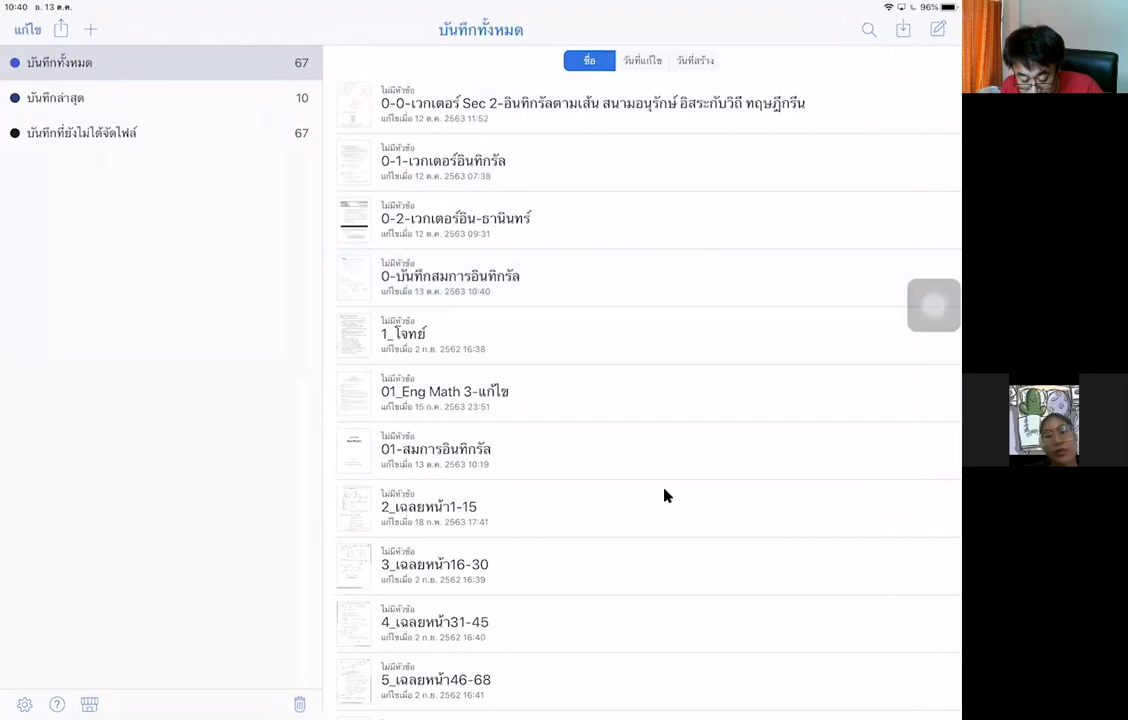 10:40 อ. 13 ต.ค.
96%
แก้ไข
บันทึกทั้งหมด
บันทึกทั้งหมด 67
บันทึกล่าสุด 10
บันทึกที่ยังไม่ได้จัดไฟล์ 67
ชื่อ วันที่แก้ไข วันที่สร้าง
ไม่มีหัวข้อ
0-0-เวกเตอร์ Sec 2-อินทิกรัลตามเส้น สนามอนุรักษ์ อิสระกับวิถี ทฤษฎีกรีน
แก้ไขเมื่อ 12 ต.ค. 2563 11:52
ไม่มีหัวข้อ
0-1-เวกเตอร์อินทิกรัล
แก้ไขเมื่อ 12 ต.ค. 2563 07:38
ไม่มีหัวข้อ
0-2-เวกเตอร์อิน-ธานินทร์
แก้ไขเมื่อ 12 ต.ค. 2563 09:31
ไม่มีหัวข้อ
0-บันทึกสมการอินทิกรัล
แก้ไขเมื่อ 13 ต.ค. 2563 10:40
ไม่มีหัวข้อ
1_โจทย์
แก้ไขเมื่อ 2 ก.ย. 2562 16:38
ไม่มีหัวข้อ
01_Eng Math 3-แก้ไข
แก้ไขเมื่อ 15 ก.ค. 2563 23:51
ไม่มีหัวข้อ
01-สมการอินทิกรัล
แก้ไขเมื่อ 13 ต.ค. 2563 10:19
ไม่มีหัวข้อ
2_เฉลยหน้า1-15
แก้ไขเมื่อ 18 ก.พ. 2563 17:41
ไม่มีหัวข้อ
3_เฉลยหน้า16-30
แก้ไขเมื่อ 2 ก.ย. 2562 16:39
ไม่มีหัวข้อ
4_เฉลยหน้า31-45
แก้ไขเมื่อ 2 ก.ย. 2562 16:40
ไม่มีหัวข้อ
5_เฉลยหน้า46-68
แก้ไขเมื่อ 2 ก.ย. 2562 16:41